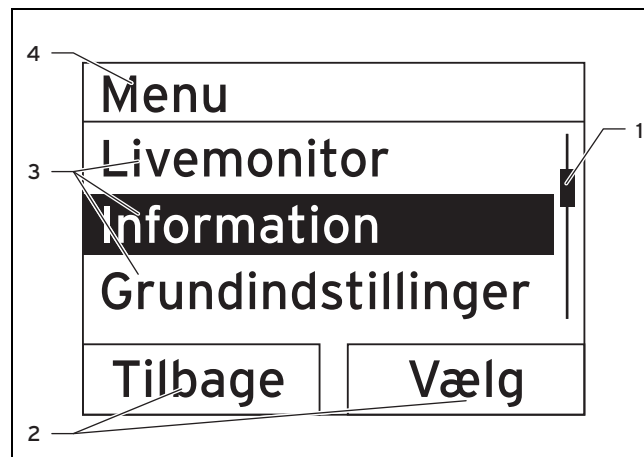 4
Menu
1
Livemonitor
3
Information
Grundindstillinger
Tilbage Vælg
2